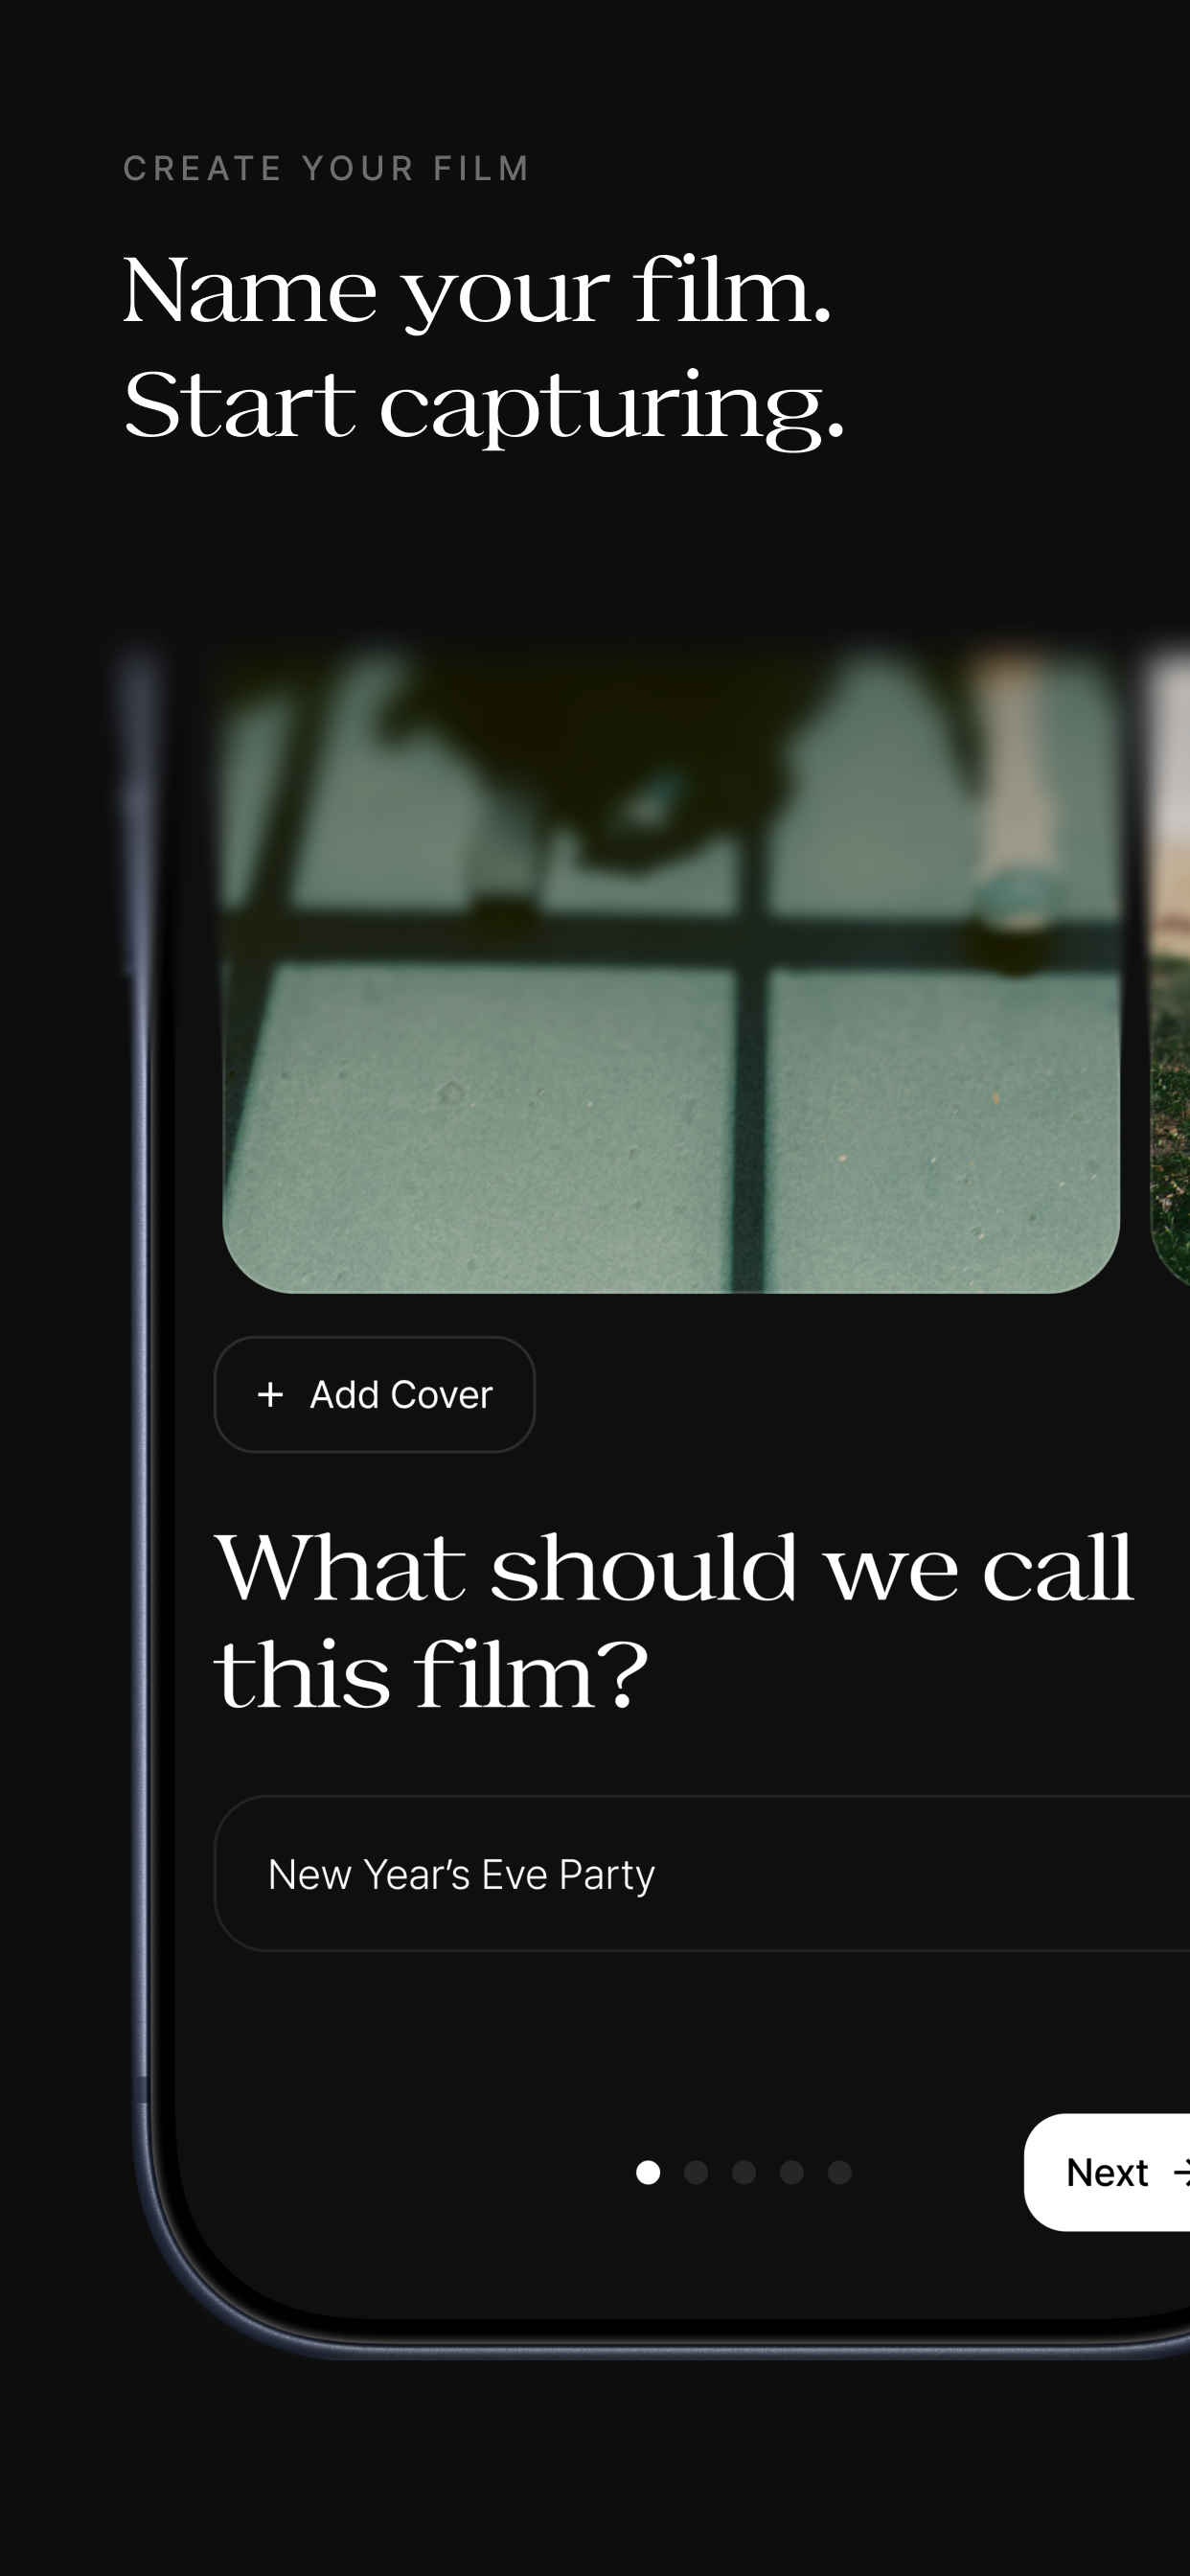 CREATE YOUR FILM
Name your film.
Start capturing.
+ Add Cover
What should we call
this film?
New Year’s Eve Party
Next →